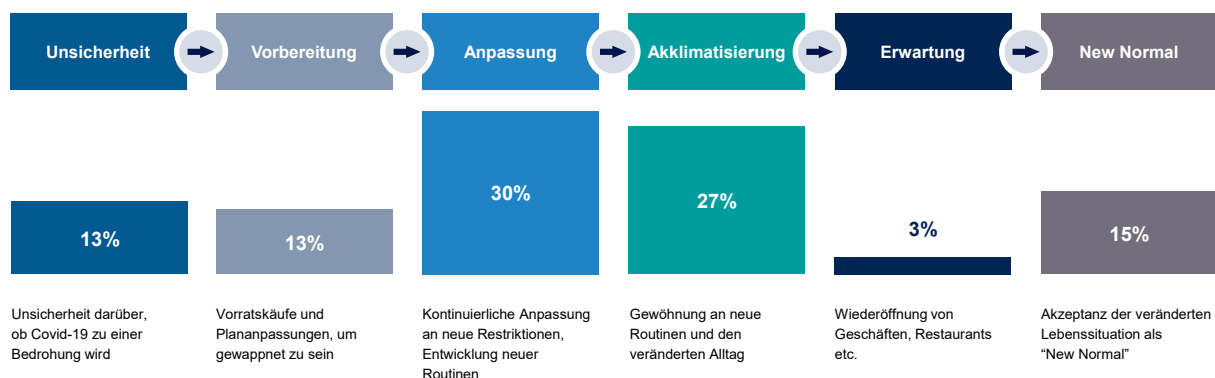 Unsicherheit
Vorbereitung
Anpassung
Akklimatisierung
Erwartung
New Normal
13%
13%
30%
27%
3%
15%
Unsicherheit darüber,
ob Covid-19 zu einer
Bedrohung wird
Vorratskäufe und
Plananpassungen, um
gewappnet zu sein
Kontinuierliche Anpassung
an neue Restriktionen,
Entwicklung neuer
Routinen
Gewöhnung an neue
Routinen und den
veränderten Alltag
Wiederöffnung von
Geschäften, Restaurants
etc.
Akzeptanz der veränderten
Lebenssituation als
“New Normal”